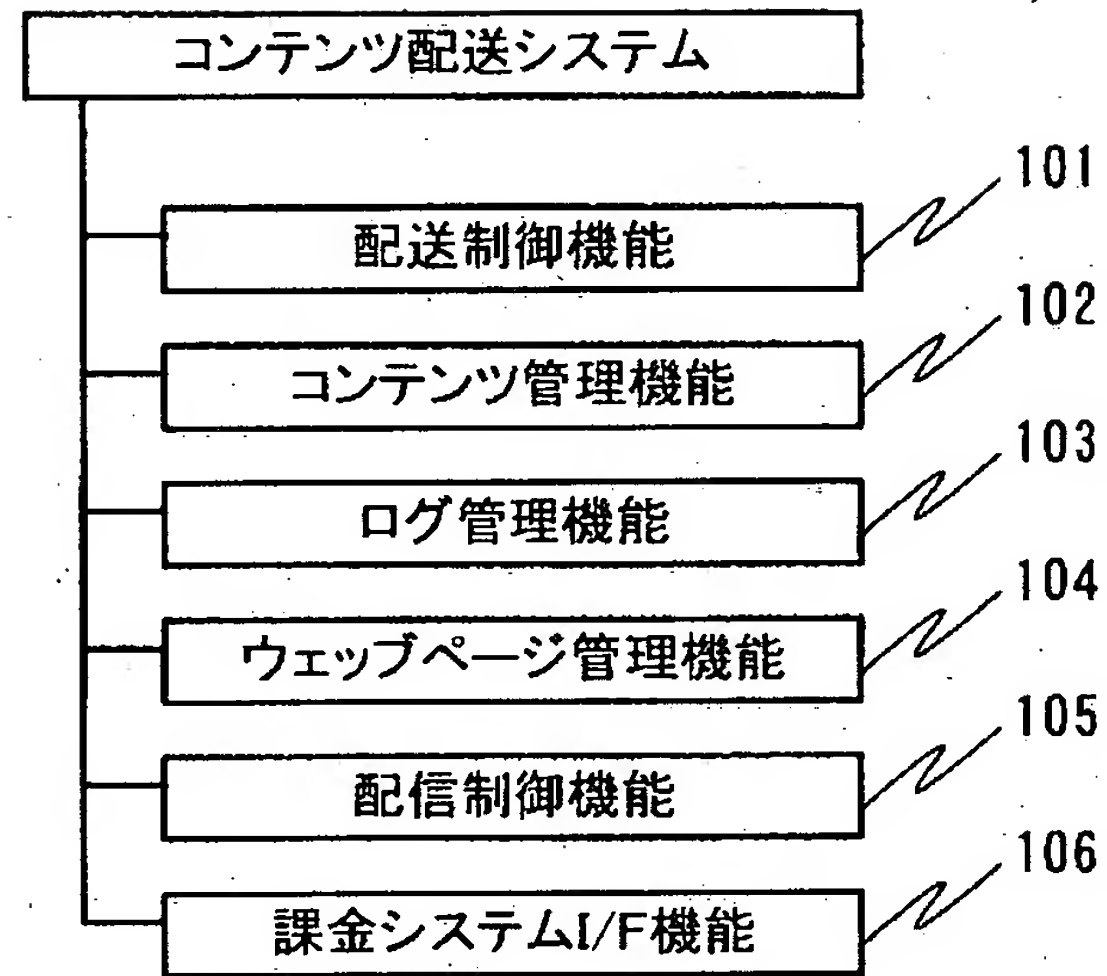 コンテンツ配送システム
101
配送制御機能
102
コンテンツ管理機能
103
ログ管理機能
104
ウェッブページ管理機能
105
配信制御機能
106
課金システムI/F機能